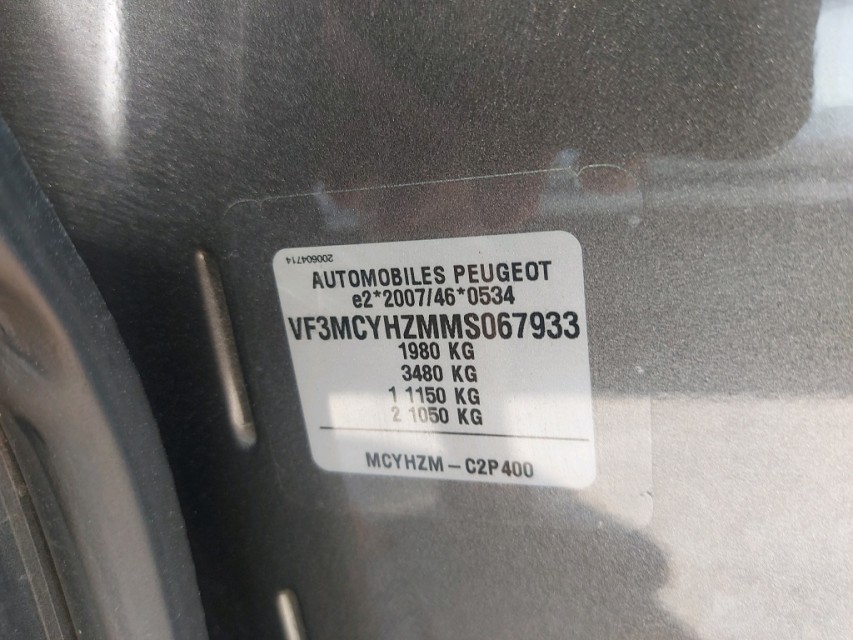 200604714
AUTOMOBILES PEUGEOT
e2*2007/46*0534
VF3MCYHZMMS067933
1980 KG
3480 KG
1 1150 KG
2 1050 KG
MCYHZM - C2P400